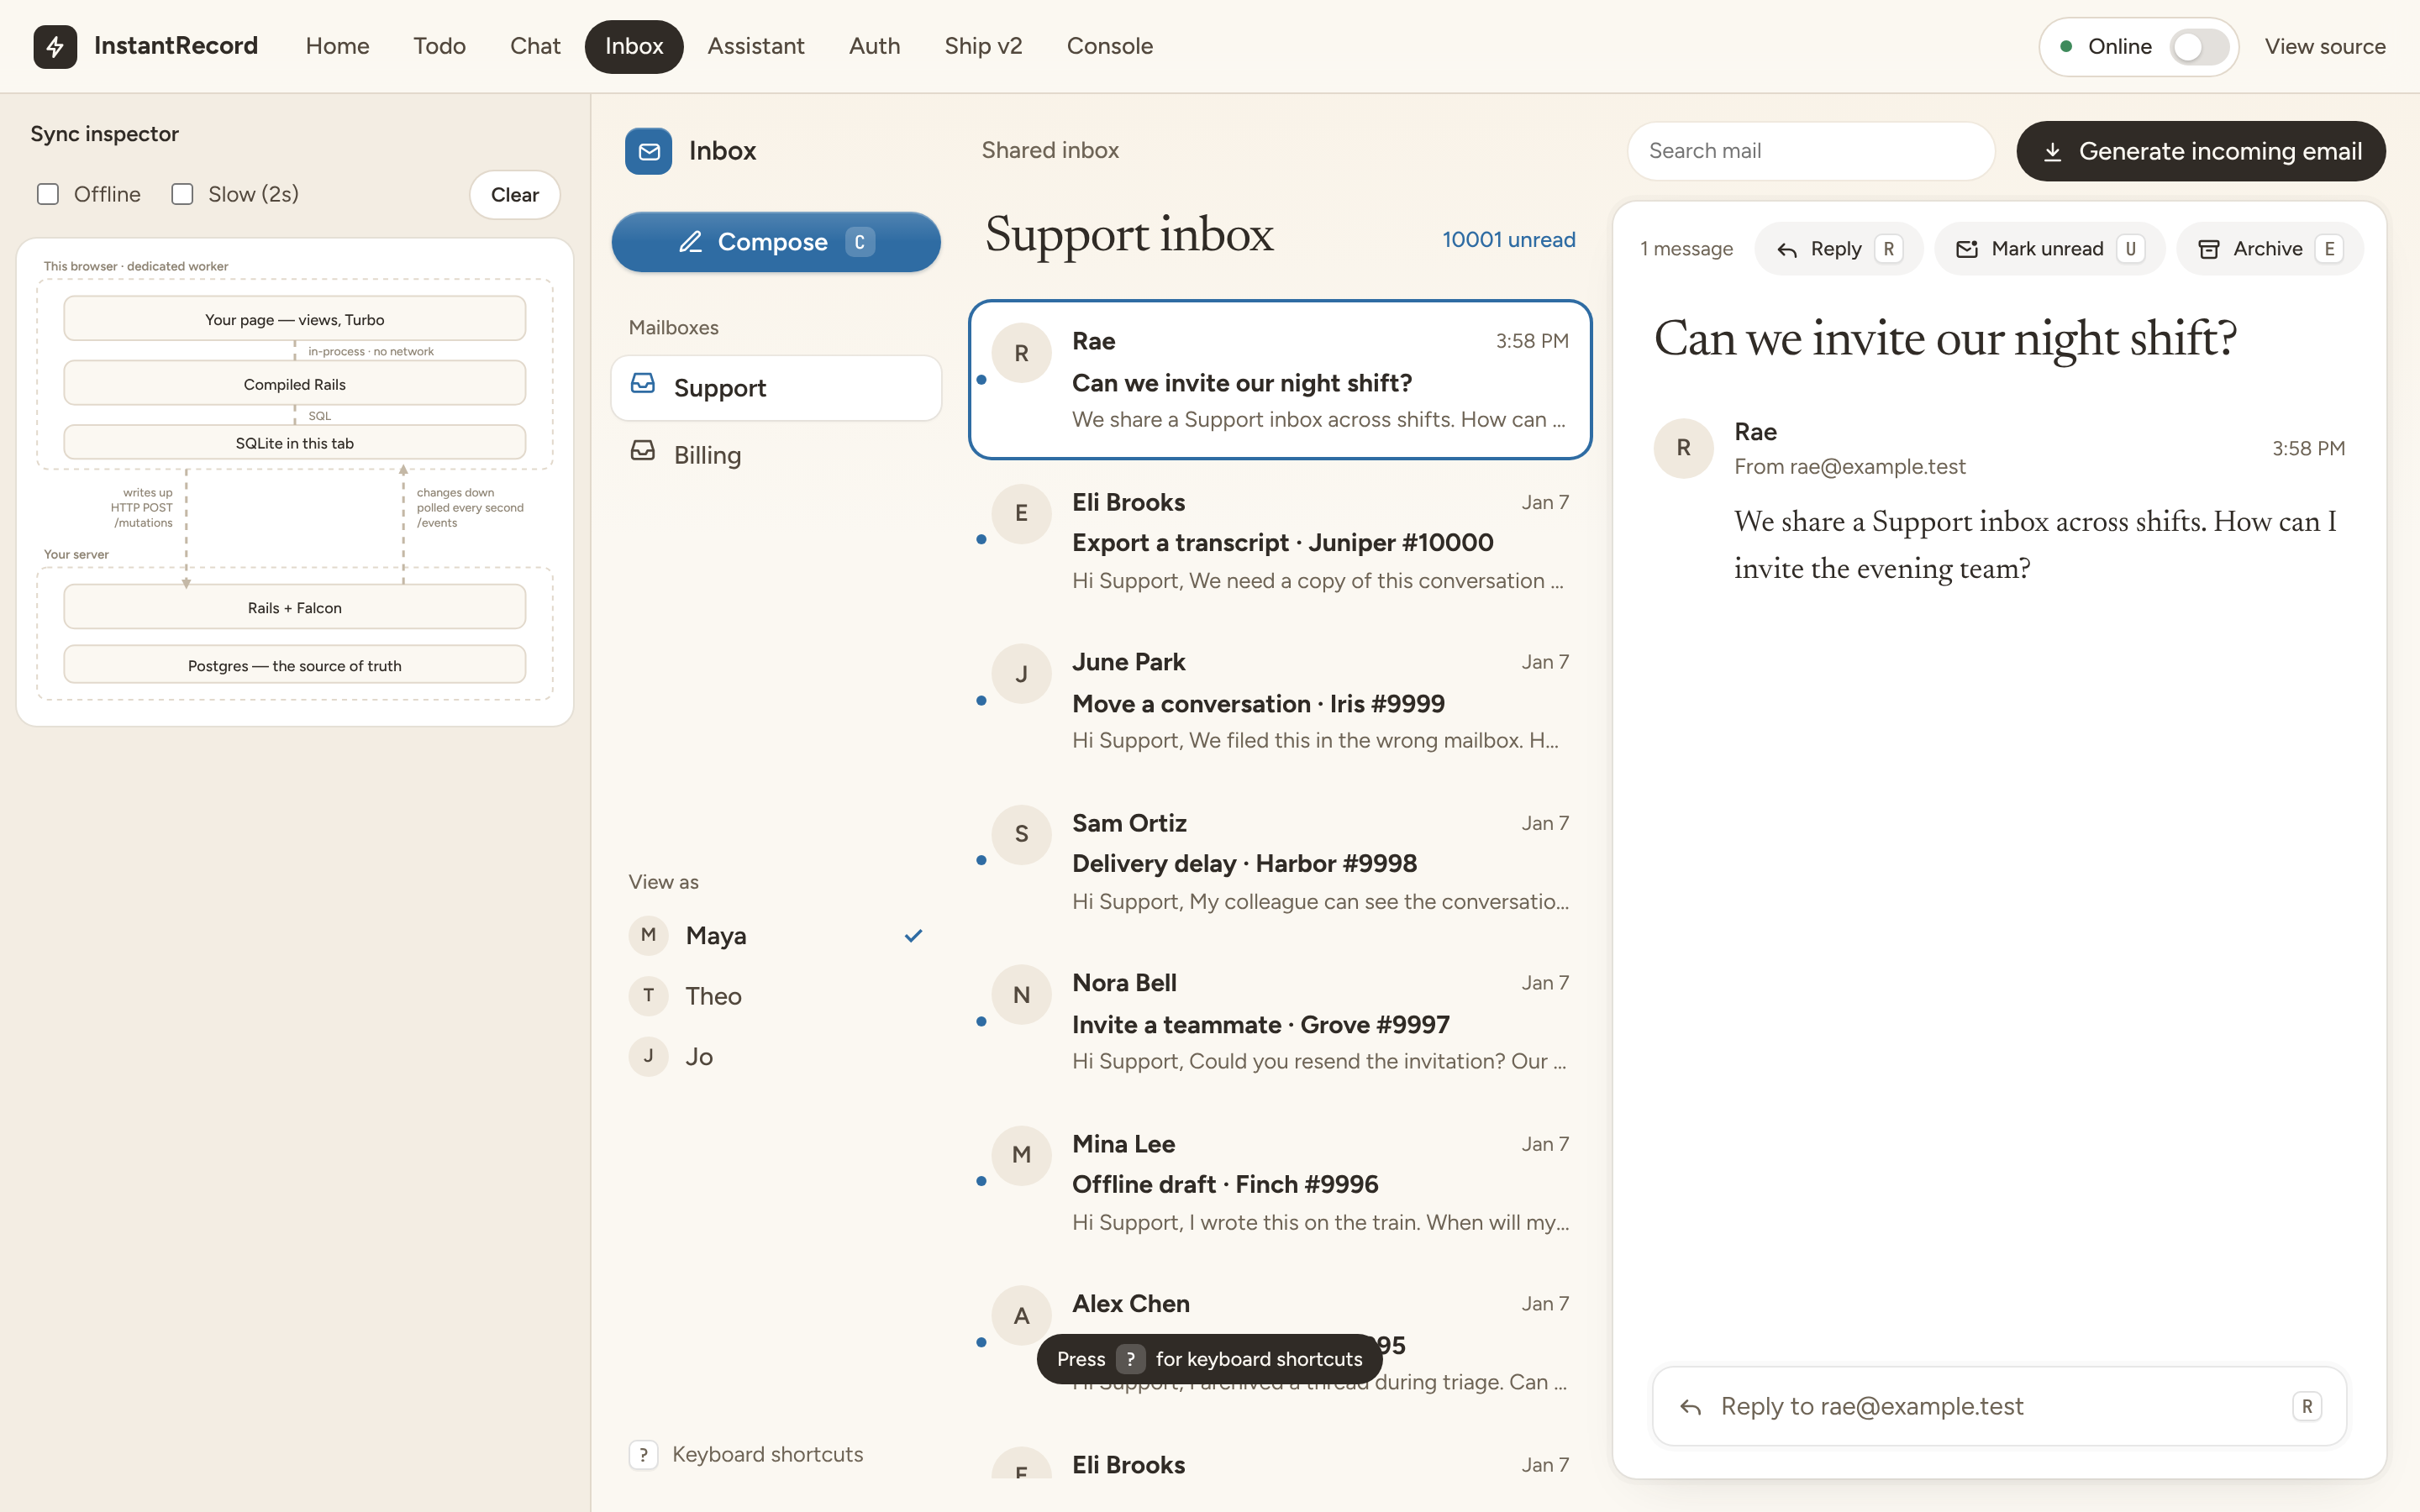 InstantRecord
Home
Todo
Chat
Inbox
Assistant
Auth
Ship v2
Console
Online
View source
Sync inspector
Offline
Slow (2s)
Clear
This browser · dedicated worker
Your page — views, Turbo
in-process · no network
Compiled Rails
SQL
SQLite in this tab
writes up
HTTP POST
/mutations
changes down
polled every second
/events
Your server
Rails + Falcon
Postgres — the source of truth
Inbox
Compose C
Mailboxes
Support
Billing
View as
M Maya
T Theo
J Jo
? Keyboard shortcuts
Shared inbox
Search mail
Generate incoming email
Support inbox
10001 unread
R
Rae
3:58 PM
Can we invite our night shift?
We share a Support inbox across shifts. How can ...
E
Eli Brooks
Jan 7
Export a transcript · Juniper #10000
Hi Support, We need a copy of this conversation ...
J
June Park
Jan 7
Move a conversation · Iris #9999
Hi Support, We filed this in the wrong mailbox. H...
S
Sam Ortiz
Jan 7
Delivery delay · Harbor #9998
Hi Support, My colleague can see the conversatio...
N
Nora Bell
Jan 7
Invite a teammate · Grove #9997
Hi Support, Could you resend the invitation? Our ...
M
Mina Lee
Jan 7
Offline draft · Finch #9996
Hi Support, I wrote this on the train. When will my...
A
Alex Chen
Jan 7
95
Hi Support, I archived a thread during triage. Can ...
Press ? for keyboard shortcuts
Eli Brooks
Jan 7
1 message
Reply R
Mark unread U
Archive E
Can we invite our night shift?
R
Rae
From rae@example.test
3:58 PM
We share a Support inbox across shifts. How can I
invite the evening team?
Reply to rae@example.test
R